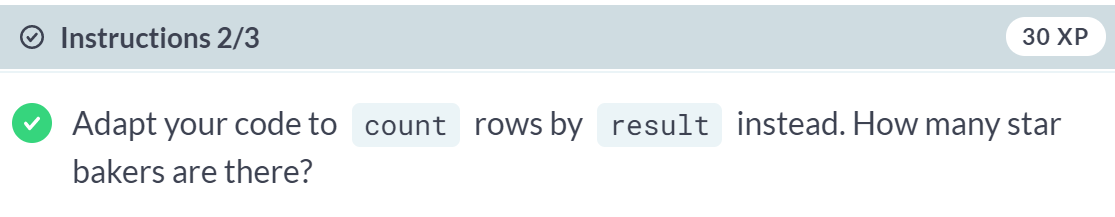 Instructions 2/3
30 XP
Adapt your code to count rows by result instead. How many star
bakers are there?